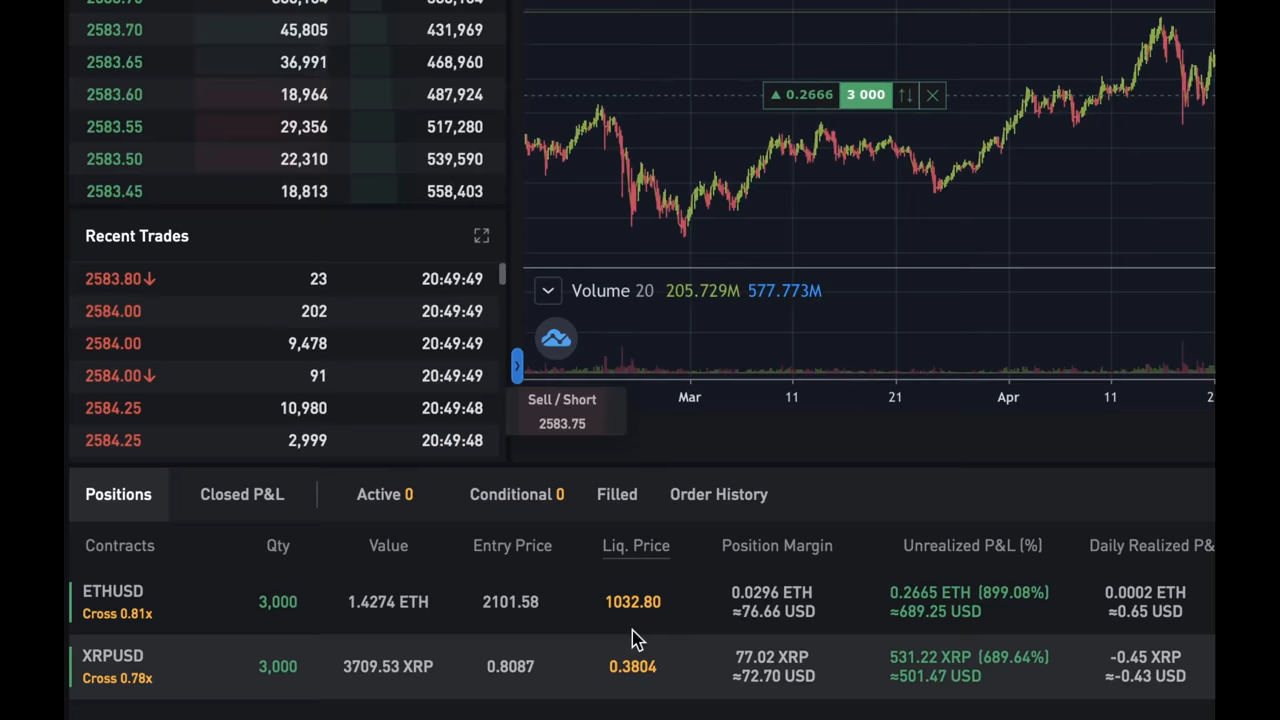 2583.70 45,805 431,969
2583.65 36,991 468,960
2583.60 18,964 487,924
2583.55 29,356 517,280
2583.50 22,310 539,590
2583.45 18,813 558,403
▲ 0.2666 3 000
Recent Trades
2583.80↓ 23 20:49:49
2584.00 202 20:49:49
2584.00 9,478 20:49:49
2584.00↓ 91 20:49:49
2584.25 10,980 20:49:48
2584.25 2,999 20:49:48
Volume 20 205.729M 577.773M
Mar 11 21 Apr 11 2
Sell / Short
2583.75
Positions Closed P&L Active 0 Conditional 0 Filled Order History
Contracts Qty Value Entry Price Liq. Price Position Margin Unrealized P&L (%) Daily Realized P&
ETHUSD 3,000 1.4274 ETH 2101.58 1032.80 0.0296 ETH 0.2665 ETH (899.08%) 0.0002 ETH
Cross 0.81x ≈76.66 USD ≈689.25 USD ≈0.65 USD
XRPUSD 3,000 3709.53 XRP 0.8087 0.3804 77.02 XRP 531.22 XRP (689.64%) -0.45 XRP
Cross 0.78x ≈72.70 USD ≈501.47 USD ≈-0.43 USD